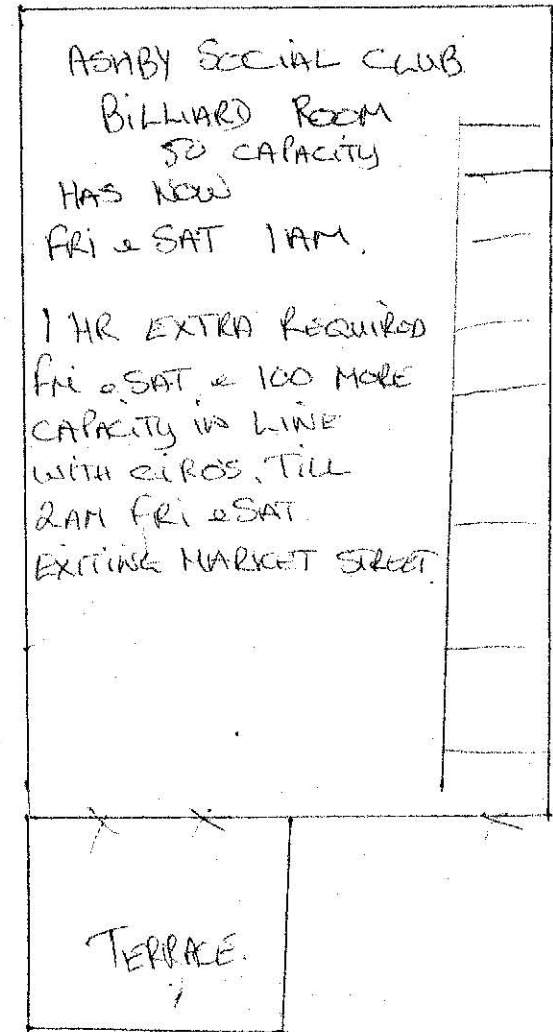 ASHBY SOCIAL CLUB
BILLIARD ROOM
50 CAPACITY
HAS NOW
FRI & SAT 1AM.
1 HR EXTRA REQUIRED
FRI & SAT & 100 MORE
CAPACITY IN LINE
WITH CIROS. TILL
2AM FRI & SAT
EXITING MARKET STREET
TERRACE.